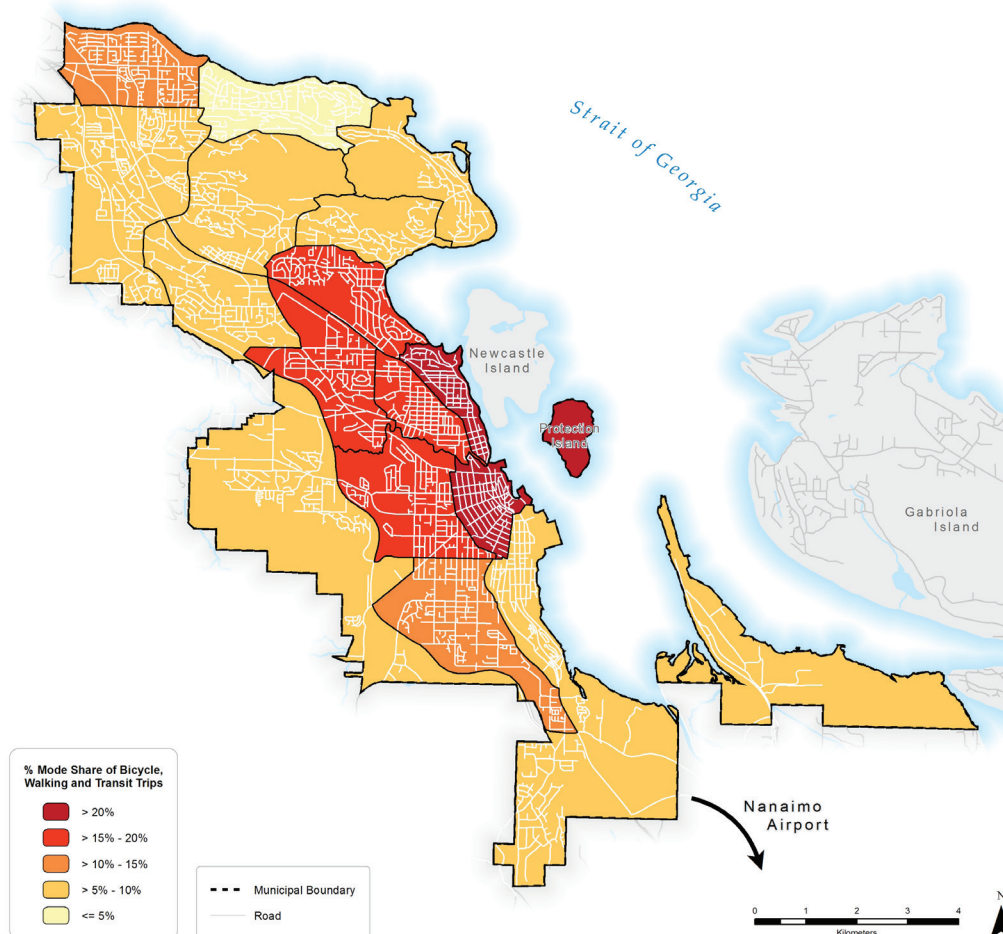 Strait of Georgia
Newcastle
Island
Protection
Island
Gabriola
Island
Nanaimo
Airport
% Mode Share of Bicycle,
Walking and Transit Trips
> 20%
> 15% - 20%
> 10% - 15%
> 5% - 10%
<= 5%
Municipal Boundary
Road
0 1 2 3 4
Kilometers
N